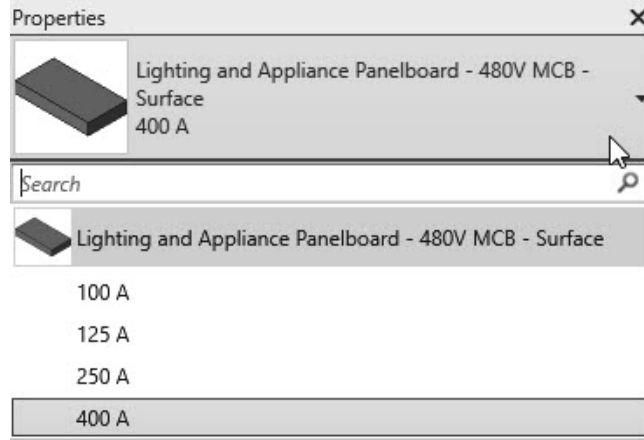 Properties
Lighting and Appliance Panelboard - 480V MCB -
Surface
400 A
Search
Lighting and Appliance Panelboard - 480V MCB - Surface
100 A
125 A
250 A
400 A